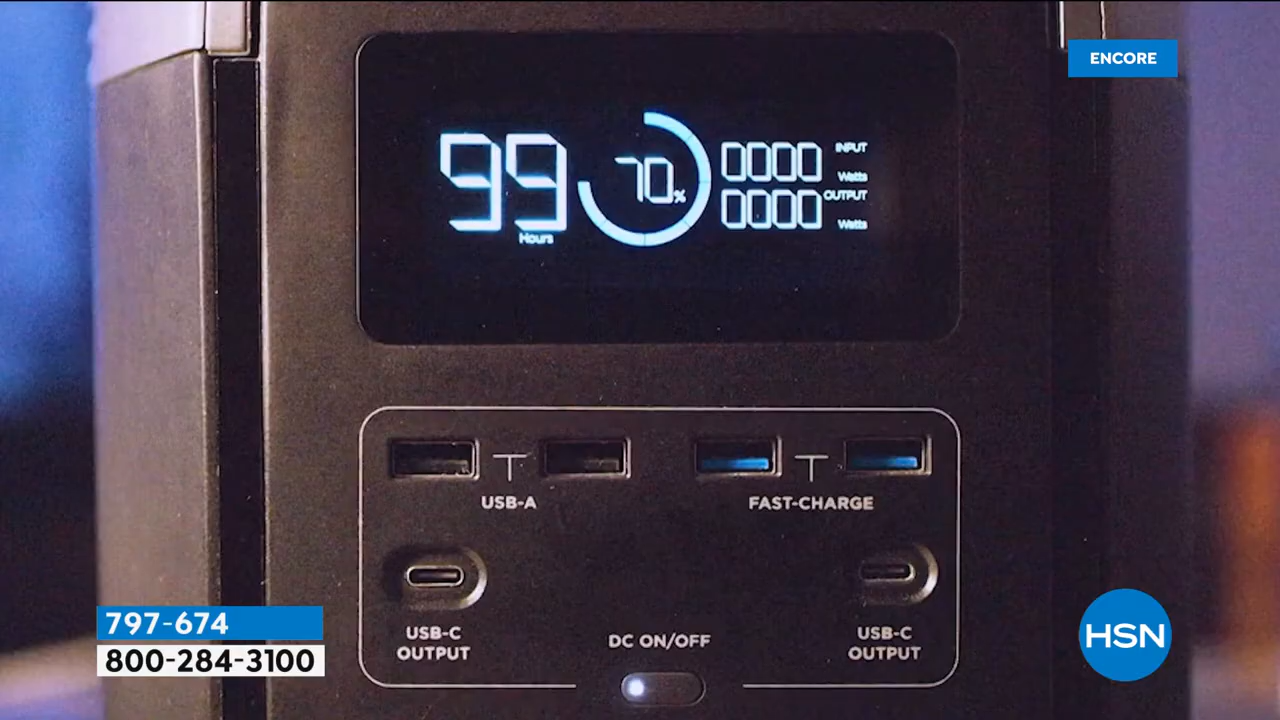 ENCORE
99
Hours
70%
0000
INPUT
Watts
0000
OUTPUT
Watts
USB-A
FAST-CHARGE
USB-C
OUTPUT
DC ON/OFF
USB-C
OUTPUT
797-674
800-284-3100
HSN